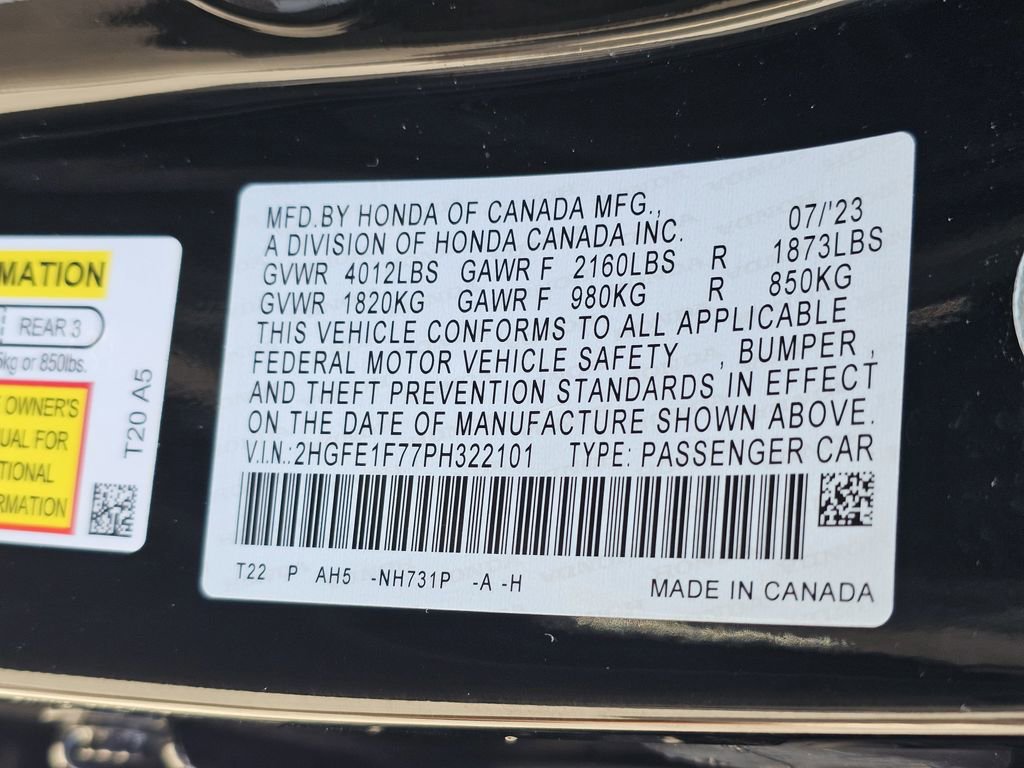 MATION
REAR 3
kg or 850lbs.
OWNER'S
UAL FOR
TIONAL
RMATION
T20 A5
MFD.BY HONDA OF CANADA MFG., 07/'23
A DIVISION OF HONDA CANADA INC.
GVWR 4012LBS GAWR F 2160LBS R 1873LBS
GVWR 1820KG GAWR F 980KG R 850KG
THIS VEHICLE CONFORMS TO ALL APPLICABLE
FEDERAL MOTOR VEHICLE SAFETY , BUMPER ,
AND THEFT PREVENTION STANDARDS IN EFFECT
ON THE DATE OF MANUFACTURE SHOWN ABOVE.
V.I.N.:2HGFE1F77PH322101 TYPE: PASSENGER CAR
T22 P AH5 -NH731P -A -H
MADE IN CANADA